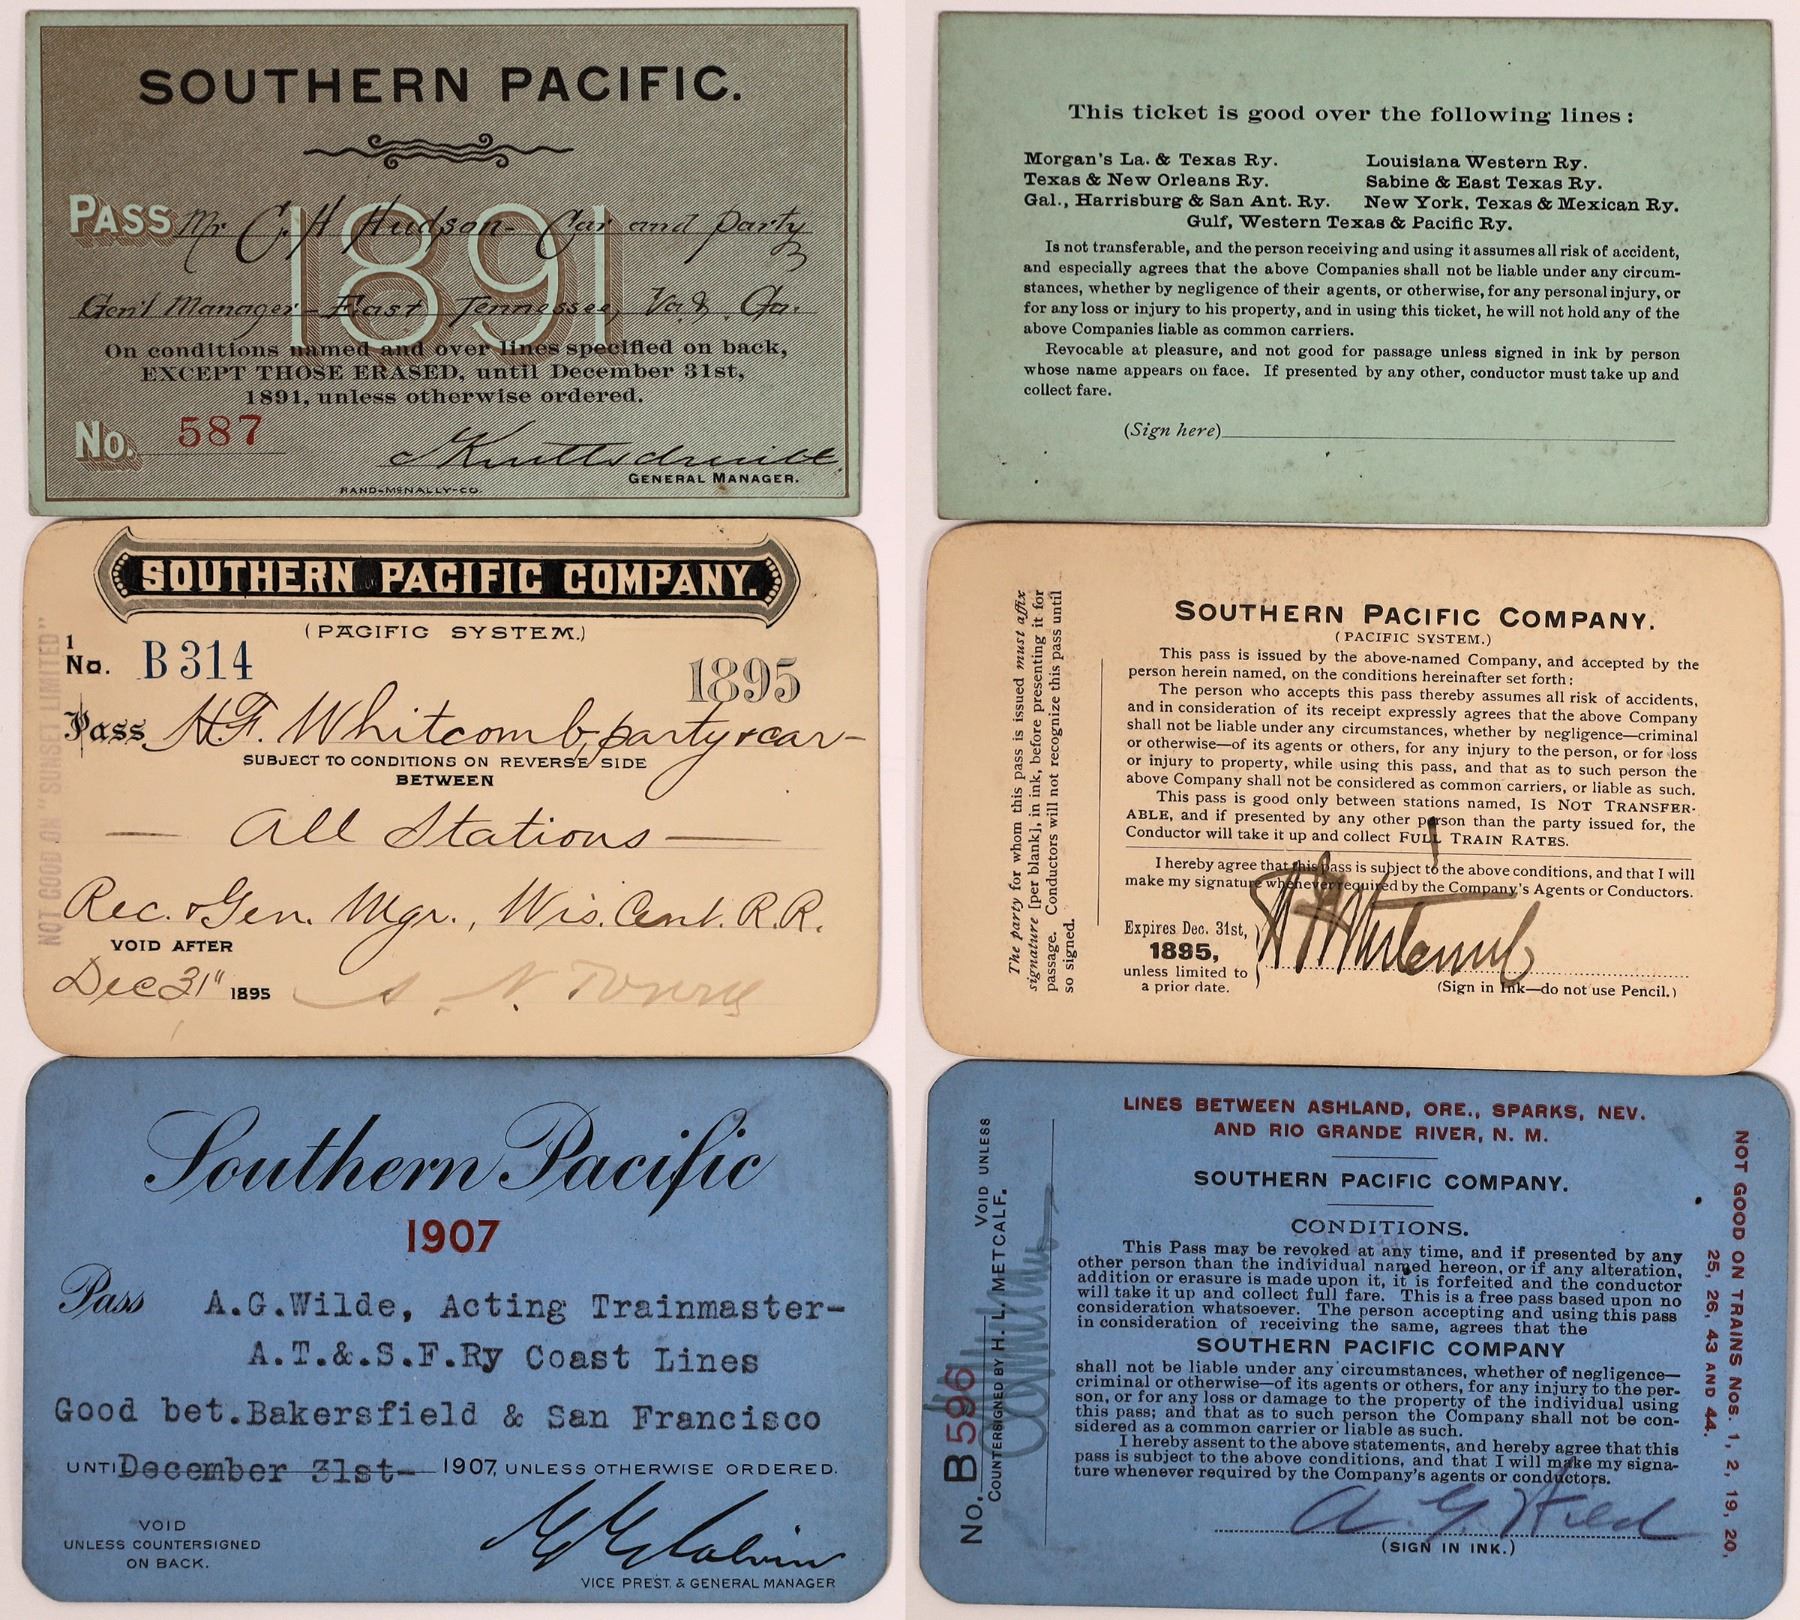 SOUTHERN PACIFIC.
1891
PASS Mr C. H Hudson- Car and party
Gen'l Manager-East Tennessee, Va & Ga.
On conditions named and over lines specified on back,
EXCEPT THOSE ERASED, until December 31st,
1891, unless otherwise ordered.
No. 587
GENERAL MANAGER.
RAND-McNALLY-CO.
This ticket is good over the following lines:
Morgan's La. & Texas Ry. Louisiana Western Ry.
Texas & New Orleans Ry. Sabine & East Texas Ry.
Gal., Harrisburg & San Ant. Ry. New York, Texas & Mexican Ry.
Gulf, Western Texas & Pacific Ry.
Is not transferable, and the person receiving and using it assumes all risk of accident,
and especially agrees that the above Companies shall not be liable under any circum-
stances, whether by negligence of their agents, or otherwise, for any personal injury, or
for any loss or injury to his property, and in using this ticket, he will not hold any of the
above Companies liable as common carriers.
Revocable at pleasure, and not good for passage unless signed in ink by person
whose name appears on face. If presented by any other, conductor must take up and
collect fare.
(Sign here)
SOUTHERN PACIFIC COMPANY.
(PACIFIC SYSTEM.)
1
No. B 314
1895
Pass H.F. Whitcomb, party & car-
SUBJECT TO CONDITIONS ON REVERSE SIDE
BETWEEN
— All Stations —
Rec. & Gen. Mgr., Wis. Cent. R.R.
VOID AFTER
Dec 31" 1895
A. N. Towne
NOT GOOD ON "SUNSET LIMITED"
The party for whom this pass is issued must affix
signature [per blank], in ink, before presenting it for
passage. Conductors will not recognize this pass until
so signed.
SOUTHERN PACIFIC COMPANY.
(PACIFIC SYSTEM.)
This pass is issued by the above-named Company, and accepted by the
person herein named, on the conditions hereinafter set forth:
The person who accepts this pass thereby assumes all risk of accidents,
and in consideration of its receipt expressly agrees that the above Company
shall not be liable under any circumstances, whether by negligence—criminal
or otherwise—of its agents or others, for any injury to the person, or for loss
or injury to property, while using this pass, and that as to such person the
above Company shall not be considered as common carriers, or liable as such.
This pass is good only between stations named, IS NOT TRANSFER-
ABLE, and if presented by any other person than the party issued for, the
Conductor will take it up and collect FULL TRAIN RATES.
I hereby agree that this pass is subject to the above conditions, and that I will
make my signature whenever required by the Company's Agents or Conductors.
Expires Dec. 31st,
1895,
unless limited to
a prior date.
H F Whitcomb
(Sign in Ink—do not use Pencil.)
Southern Pacific
1907
Pass A.G.Wilde, Acting Trainmaster-
A.T.&.S.F.Ry Coast Lines
Good bet.Bakersfield & San Francisco
UNTIL December 31st- 1907, UNLESS OTHERWISE ORDERED.
VOID
UNLESS COUNTERSIGNED
ON BACK.
VICE PREST. & GENERAL MANAGER
No. B 596
VOID UNLESS
COUNTERSIGNED BY H. L. METCALF.
LINES BETWEEN ASHLAND, ORE., SPARKS, NEV.
AND RIO GRANDE RIVER, N. M.
SOUTHERN PACIFIC COMPANY.
CONDITIONS.
This Pass may be revoked at any time, and if presented by any
other person than the individual named hereon, or if any alteration,
addition or erasure is made upon it, it is forfeited and the conductor
will take it up and collect full fare. This is a free pass based upon no
consideration whatsoever. The person accepting and using this pass
in consideration of receiving the same, agrees that the
SOUTHERN PACIFIC COMPANY
shall not be liable under any circumstances, whether of negligence—
criminal or otherwise—of its agents or others, for any injury to the per-
son, or for any loss or damage to the property of the individual using
this pass; and that as to such person the Company shall not be con-
sidered as a common carrier or liable as such.
I hereby assent to the above statements, and hereby agree that this
pass is subject to the above conditions, and that I will make my signa-
ture whenever required by the Company's agents or conductors.
(SIGN IN INK.)
NOT GOOD ON TRAINS NOS. 1, 2, 19, 20,
25, 26, 43 AND 44.